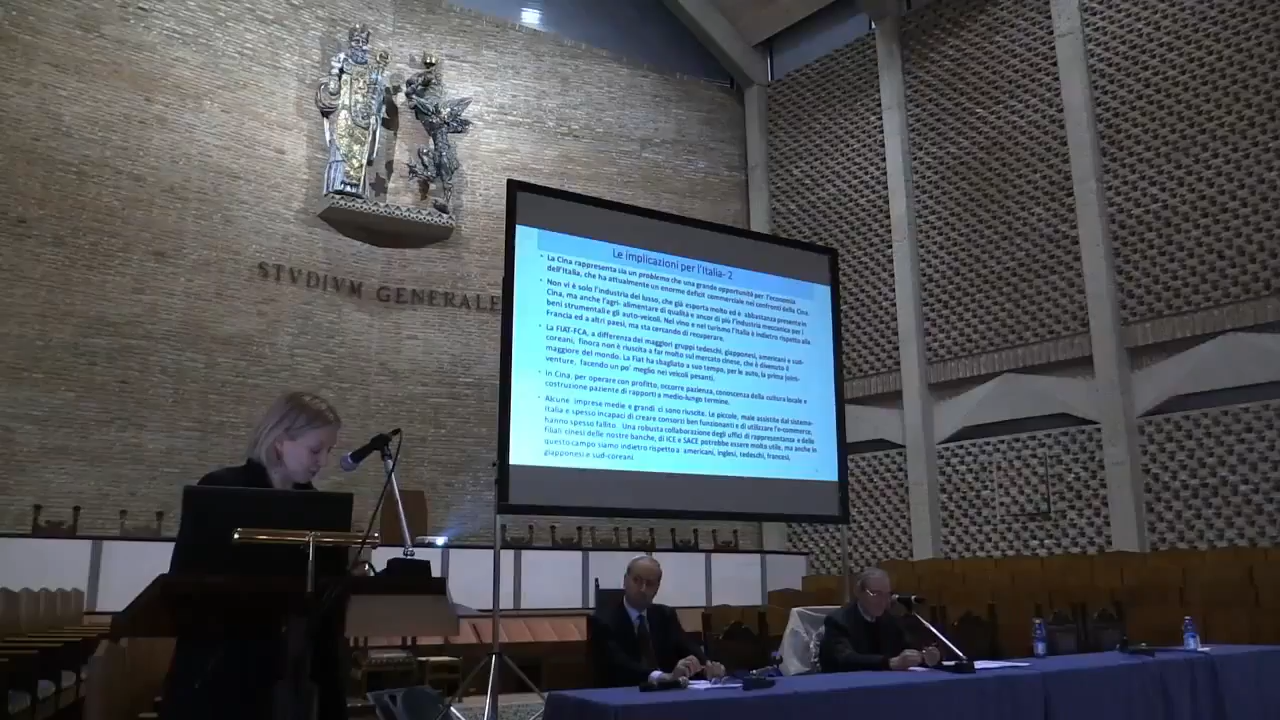 STVDIVM GENERALE
Le implicazioni per l'Italia- 2
• La Cina rappresenta sia un problema che una grande opportunità per l'economia
dell'Italia, che ha attualmente un enorme deficit commerciale nei confronti della Cina.
• Non vi è solo l'industria del lusso, che già esporta molto ed è abbastanza presente in
Cina, ma anche l'agri- alimentare di qualità e ancor di più l'industria meccanica per i
beni strumentali e gli auto-veicoli. Nel vino e nel turismo l'Italia è indietro rispetto alla
Francia ed a altri paesi, ma sta cercando di recuperare.
• La FIAT-FCA, a differenza dei maggiori gruppi tedeschi, giapponesi, americani e sud-
coreani, finora non è riuscita a far molto sul mercato cinese, che è divenuto il
maggiore del mondo. La Fiat ha sbagliato a suo tempo, per le auto, la prima joint-
venture, facendo un po' meglio nei veicoli pesanti.
• In Cina, per operare con profitto, occorre pazienza, conoscenza della cultura locale e
costruzione paziente di rapporti a medio-lungo termine.
• Alcune imprese medie e grandi ci sono riuscite. Le piccole, male assistite dal sistema-
Italia e spesso incapaci di creare consorzi ben funzionanti e di utilizzare l'e-commerce,
hanno spesso fallito. Una robusta collaborazione degli uffici di rappresentanza e delle
filiali cinesi delle nostre banche, di ICE e SACE potrebbe essere molto utile, ma anche in
questo campo siamo indietro rispetto a americani, inglesi, tedeschi, francesi,
giapponesi e sud-coreani.